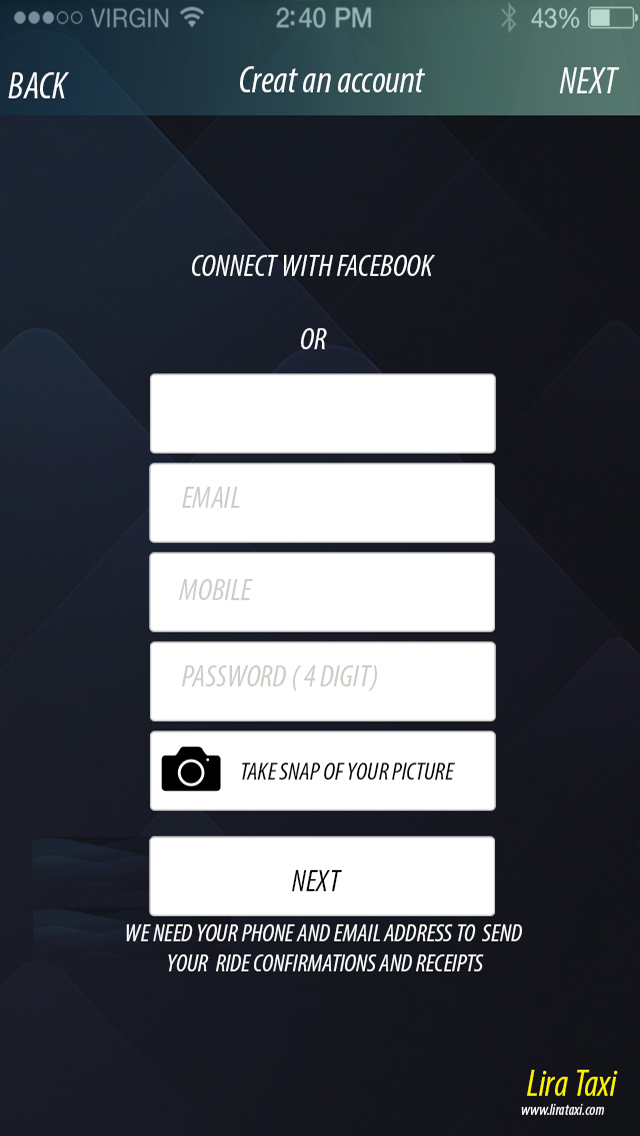 VIRGIN 2:40 PM 43%
BACK Creat an account NEXT
CONNECT WITH FACEBOOK
OR
EMAIL
MOBILE
PASSWORD ( 4 DIGIT)
TAKE SNAP OF YOUR PICTURE
NEXT
WE NEED YOUR PHONE AND EMAIL ADDRESS TO SEND
YOUR RIDE CONFIRMATIONS AND RECEIPTS
Lira Taxi
www.lirataxi.com